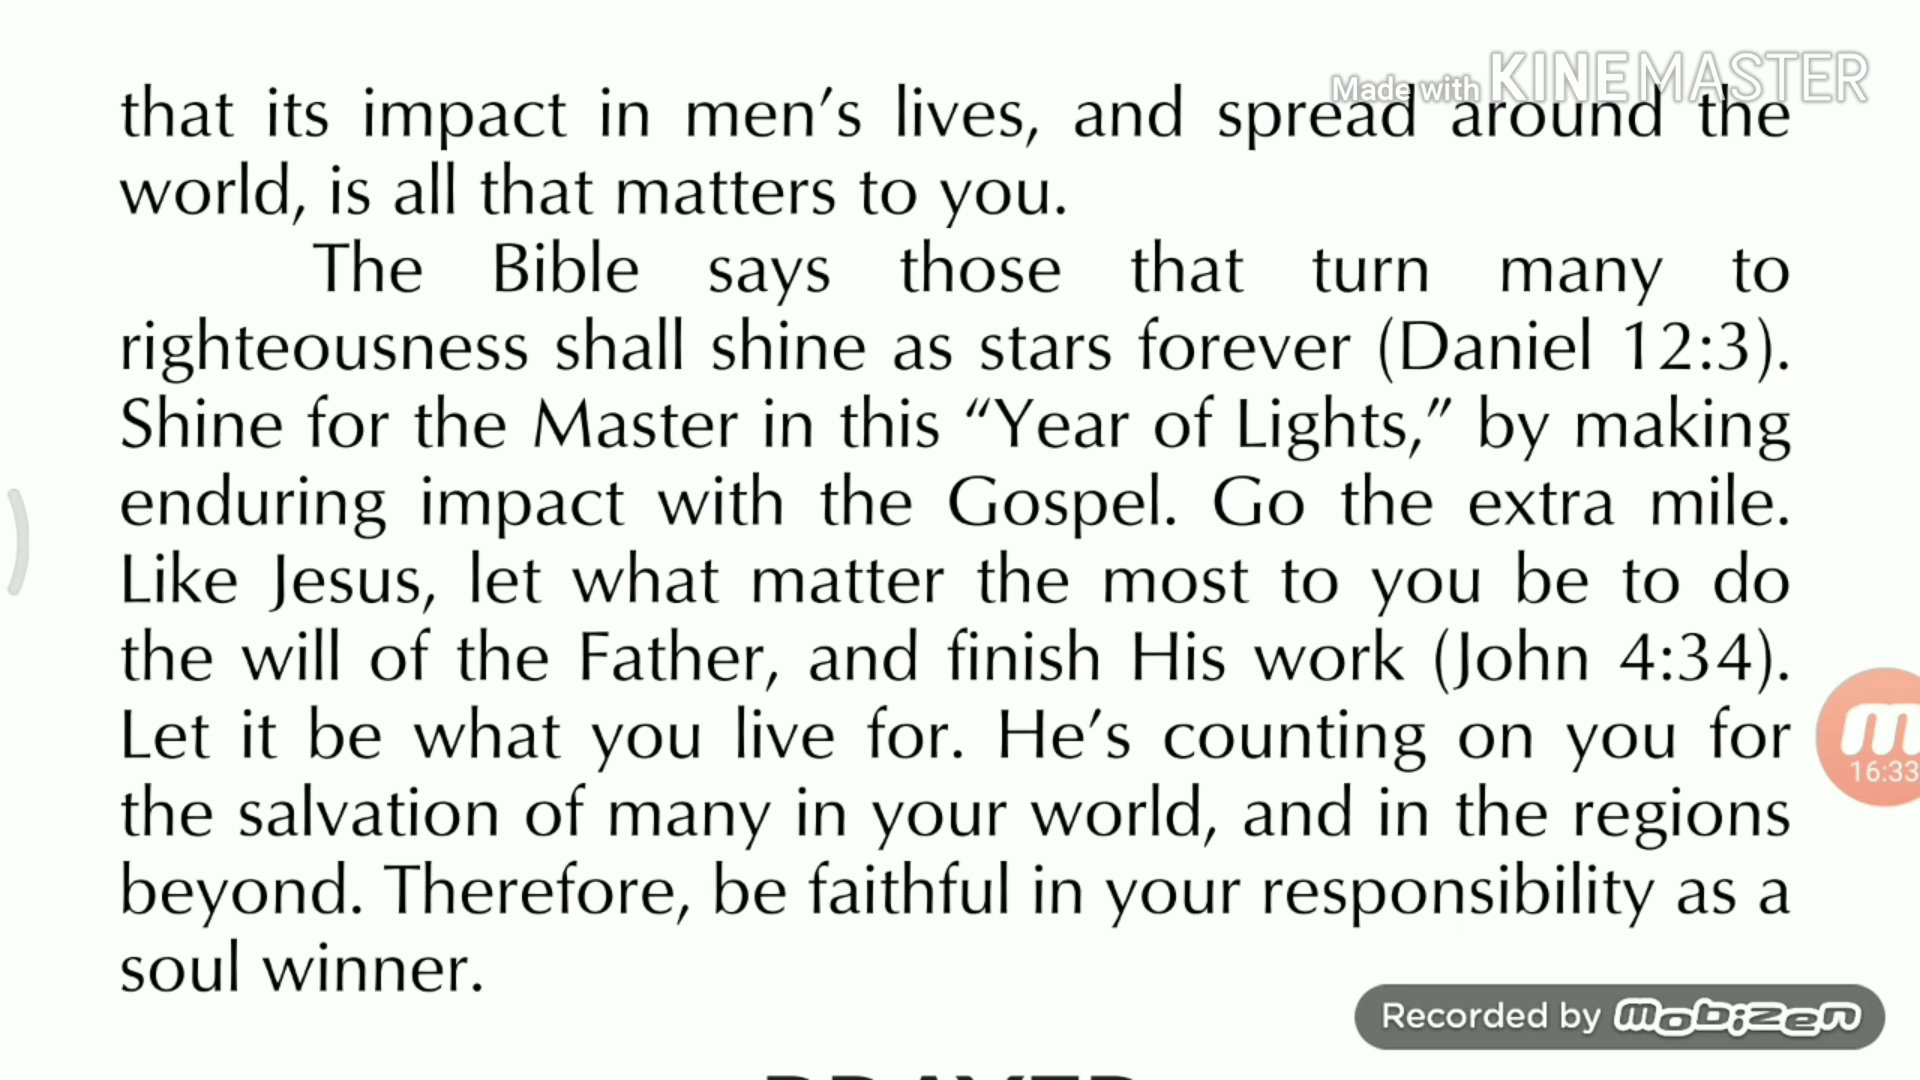 Made with KINEMASTER
that its impact in men’s lives, and spread around the
world, is all that matters to you.
The Bible says those that turn many to
righteousness shall shine as stars forever (Daniel 12:3).
Shine for the Master in this “Year of Lights,” by making
enduring impact with the Gospel. Go the extra mile.
Like Jesus, let what matter the most to you be to do
the will of the Father, and finish His work (John 4:34).
Let it be what you live for. He’s counting on you for
the salvation of many in your world, and in the regions
beyond. Therefore, be faithful in your responsibility as a
soul winner.
m
16:33
Recorded by mobizen